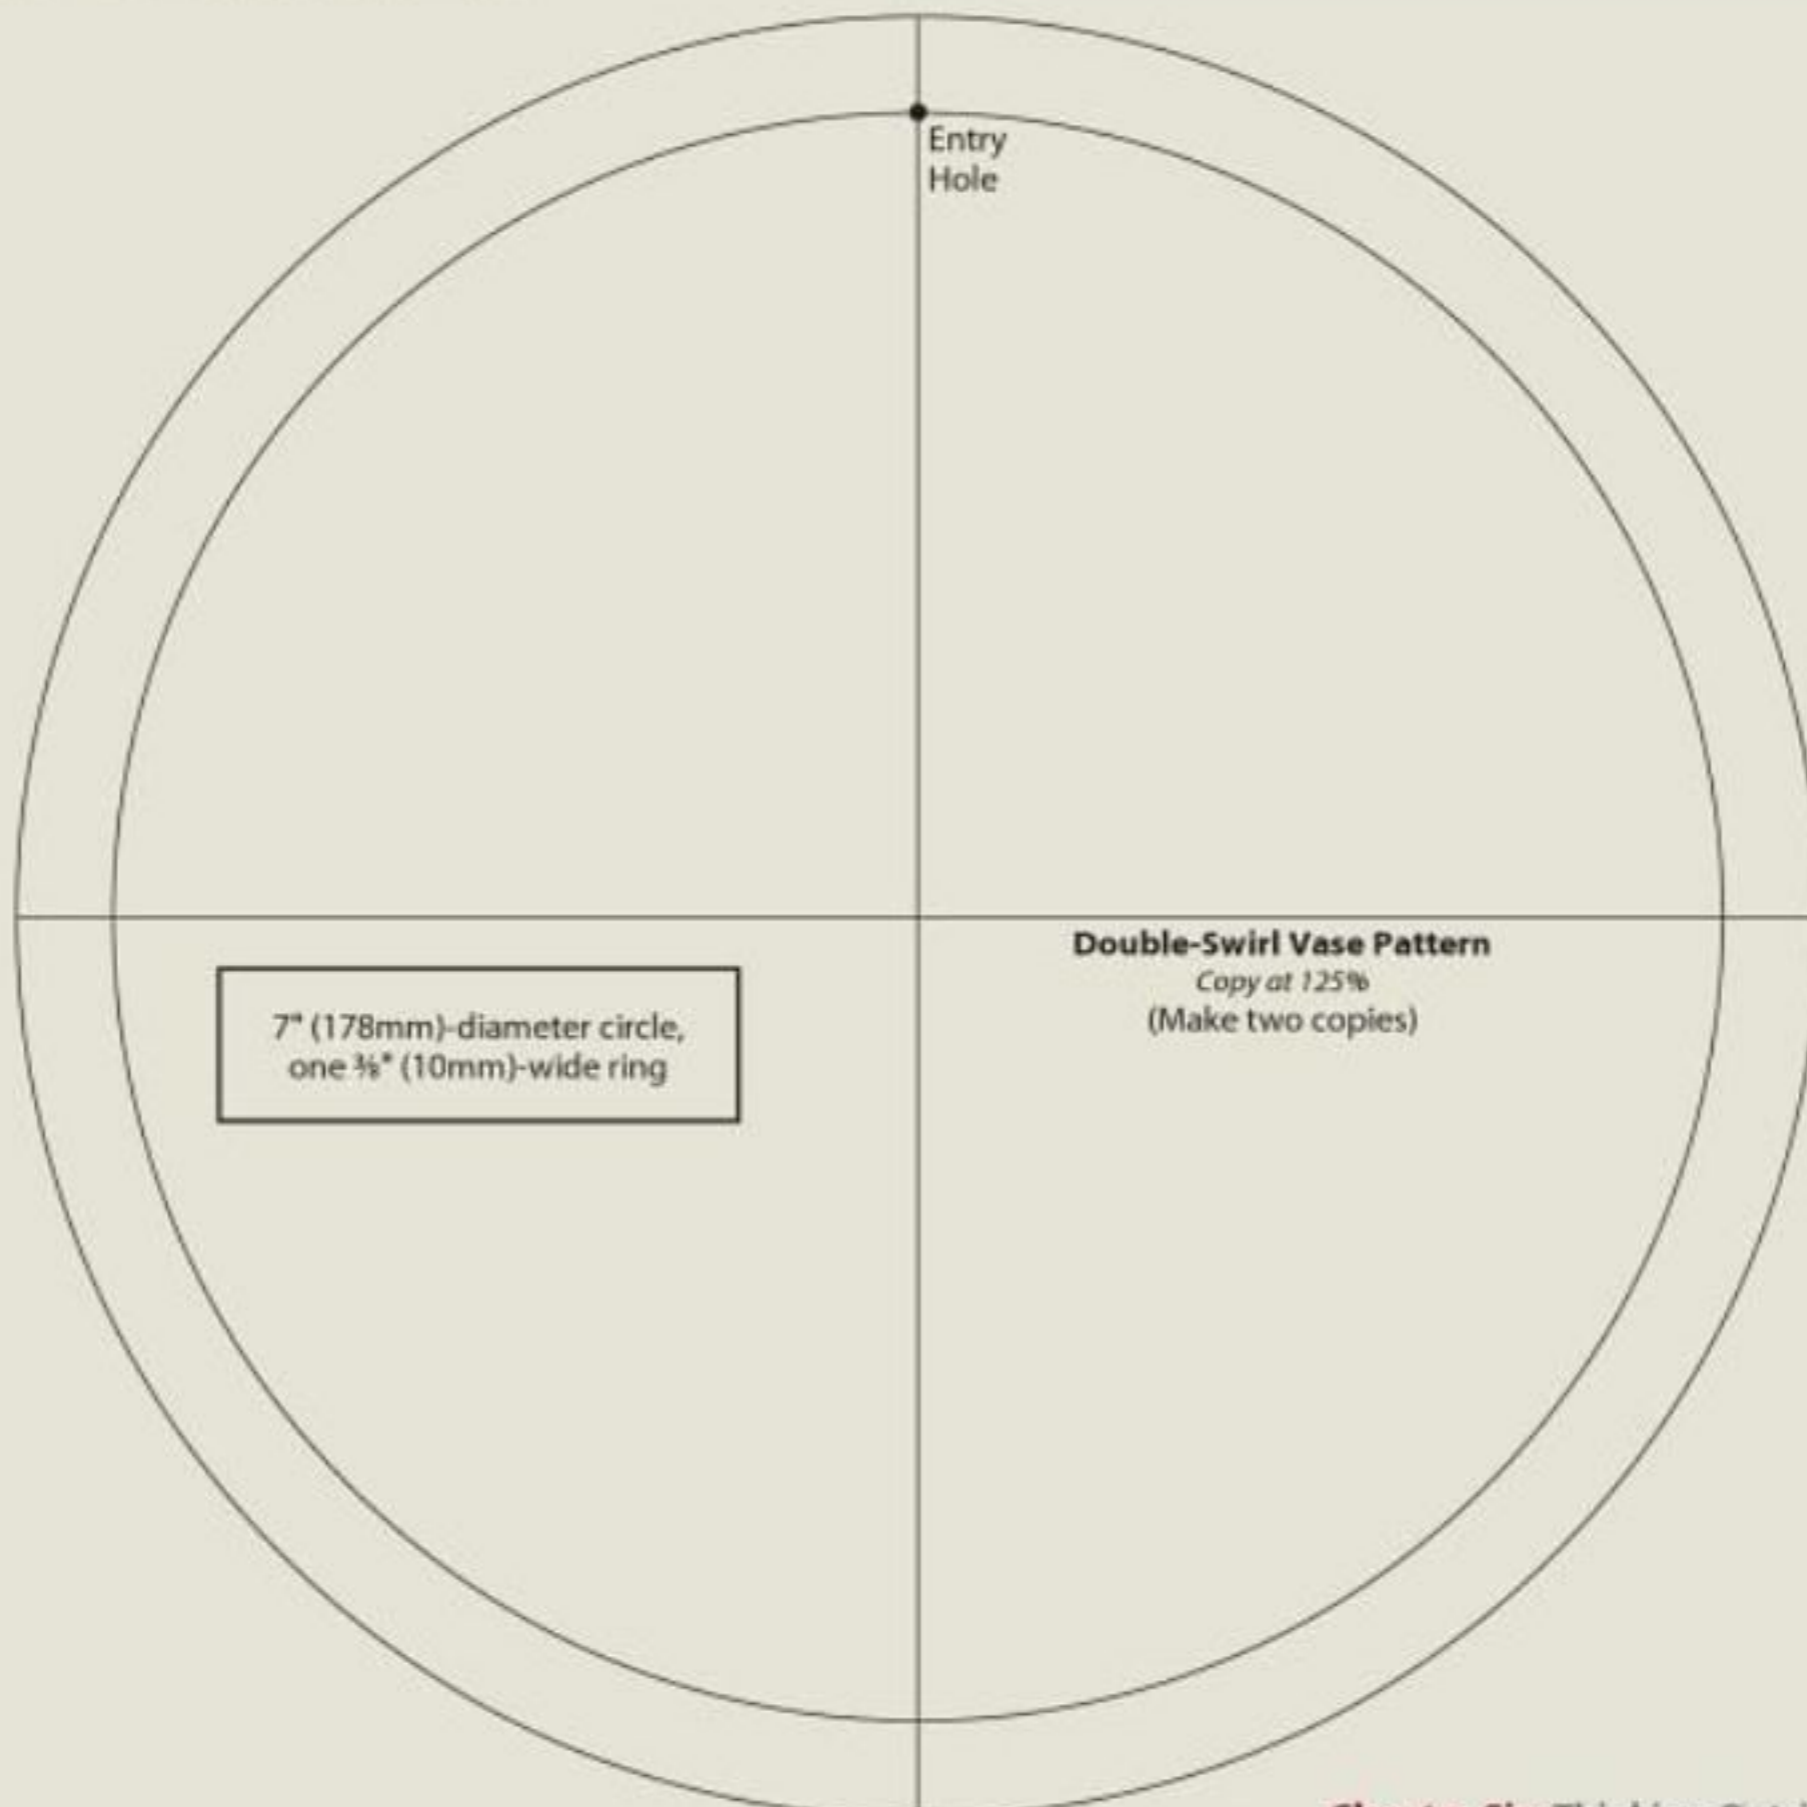 Entry
Hole
Double-Swirl Vase Pattern
Copy at 125%
(Make two copies)
7" (178mm)-diameter circle,
one ⅜" (10mm)-wide ring